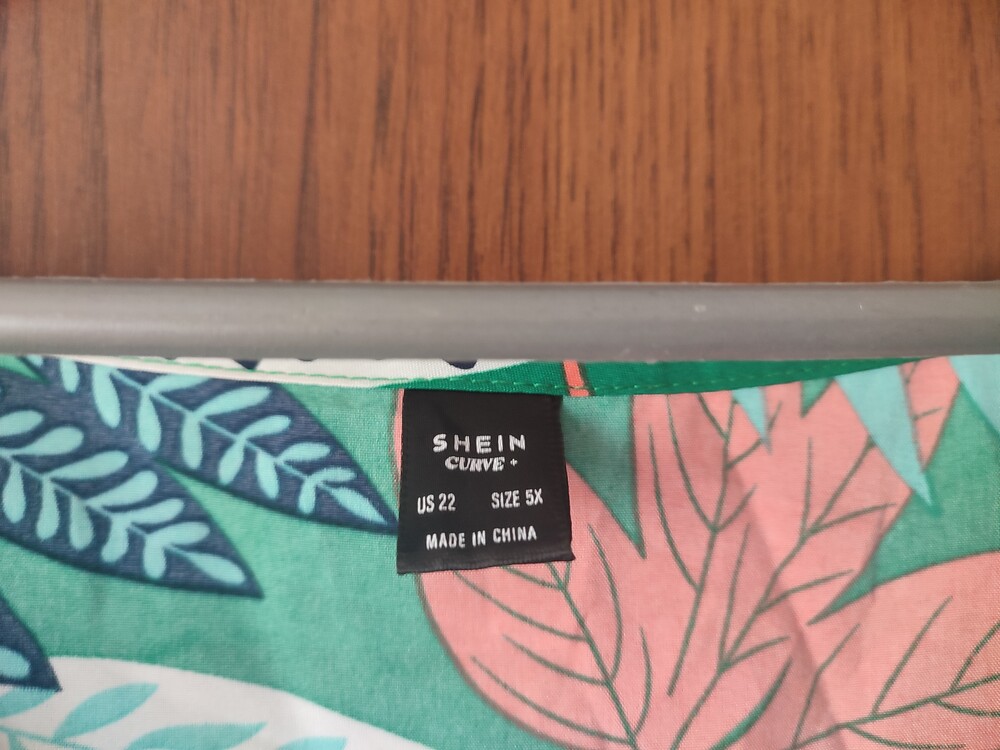 SHEIN
CURVE +
US 22 SIZE 5X
MADE IN CHINA